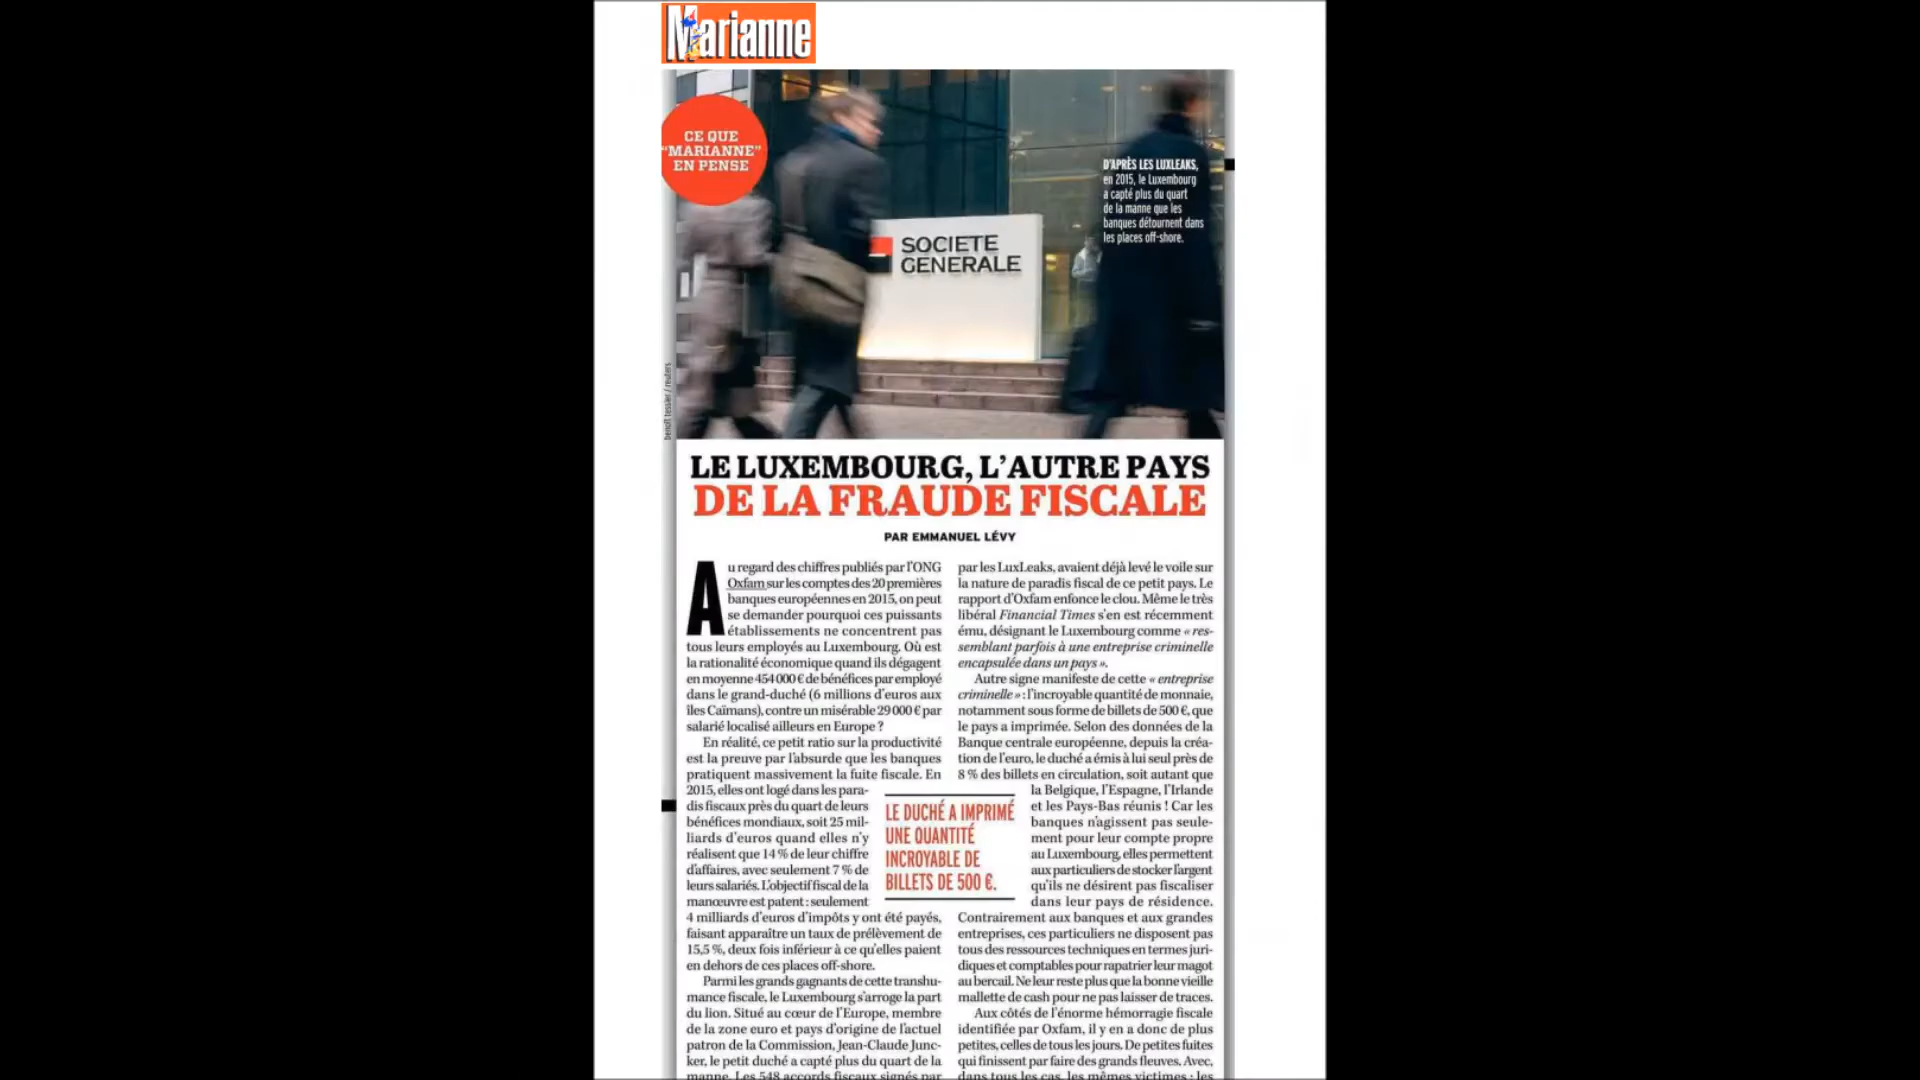 Marianne
CE QUE
“MARIANNE”
EN PENSE
D'APRÈS LES LUXLEAKS,
en 2015, le Luxembourg
a capté plus du quart
de la manne que les
banques détournent dans
les places off-shore.
SOCIETE
GENERALE
benoît tessier / reuters
LE LUXEMBOURG, L’AUTRE PAYS
DE LA FRAUDE FISCALE
PAR EMMANUEL LÉVY
Au regard des chiffres publiés par l'ONG
Oxfam sur les comptes des 20 premières
banques européennes en 2015, on peut
se demander pourquoi ces puissants
établissements ne concentrent pas
tous leurs employés au Luxembourg. Où est
la rationalité économique quand ils dégagent
en moyenne 454 000 € de bénéfices par employé
dans le grand-duché (6 millions d'euros aux
îles Caïmans), contre un misérable 29 000 € par
salarié localisé ailleurs en Europe ?
En réalité, ce petit ratio sur la productivité
est la preuve par l'absurde que les banques
pratiquent massivement la fuite fiscale. En
2015, elles ont logé dans les para-
dis fiscaux près du quart de leurs
bénéfices mondiaux, soit 25 mil-
liards d'euros quand elles n'y
réalisent que 14 % de leur chiffre
d'affaires, avec seulement 7 % de
leurs salariés. L'objectif fiscal de la
manœuvre est patent : seulement
4 milliards d'euros d'impôts y ont été payés,
faisant apparaître un taux de prélèvement de
15,5 %, deux fois inférieur à ce qu'elles paient
en dehors de ces places off-shore.
Parmi les grands gagnants de cette transhu-
mance fiscale, le Luxembourg s'arroge la part
du lion. Situé au cœur de l'Europe, membre
de la zone euro et pays d'origine de l'actuel
patron de la Commission, Jean-Claude Junc-
ker, le petit duché a capté plus du quart de la
manne. Les 548 accords fiscaux signés par
LE DUCHÉ A IMPRIMÉ
UNE QUANTITÉ
INCROYABLE DE
BILLETS DE 500 €.
par les LuxLeaks, avaient déjà levé le voile sur
la nature de paradis fiscal de ce petit pays. Le
rapport d'Oxfam enfonce le clou. Même le très
libéral Financial Times s'en est récemment
ému, désignant le Luxembourg comme « res-
semblant parfois à une entreprise criminelle
encapsulée dans un pays ».
Autre signe manifeste de cette « entreprise
criminelle » : l'incroyable quantité de monnaie,
notamment sous forme de billets de 500 €, que
le pays a imprimée. Selon des données de la
Banque centrale européenne, depuis la créa-
tion de l'euro, le duché a émis à lui seul près de
8 % des billets en circulation, soit autant que
la Belgique, l'Espagne, l'Irlande
et les Pays-Bas réunis ! Car les
banques n'agissent pas seule-
ment pour leur compte propre
au Luxembourg, elles permettent
aux particuliers de stocker l'argent
qu'ils ne désirent pas fiscaliser
dans leur pays de résidence.
Contrairement aux banques et aux grandes
entreprises, ces particuliers ne disposent pas
tous des ressources techniques en termes juri-
diques et comptables pour rapatrier leur magot
au bercail. Ne leur reste plus que la bonne vieille
mallette de cash pour ne pas laisser de traces.
Aux côtés de l'énorme hémorragie fiscale
identifiée par Oxfam, il y en a donc de plus
petites, celles de tous les jours. De petites fuites
qui finissent par faire des grands fleuves. Avec,
dans tous les cas, les mêmes victimes : les